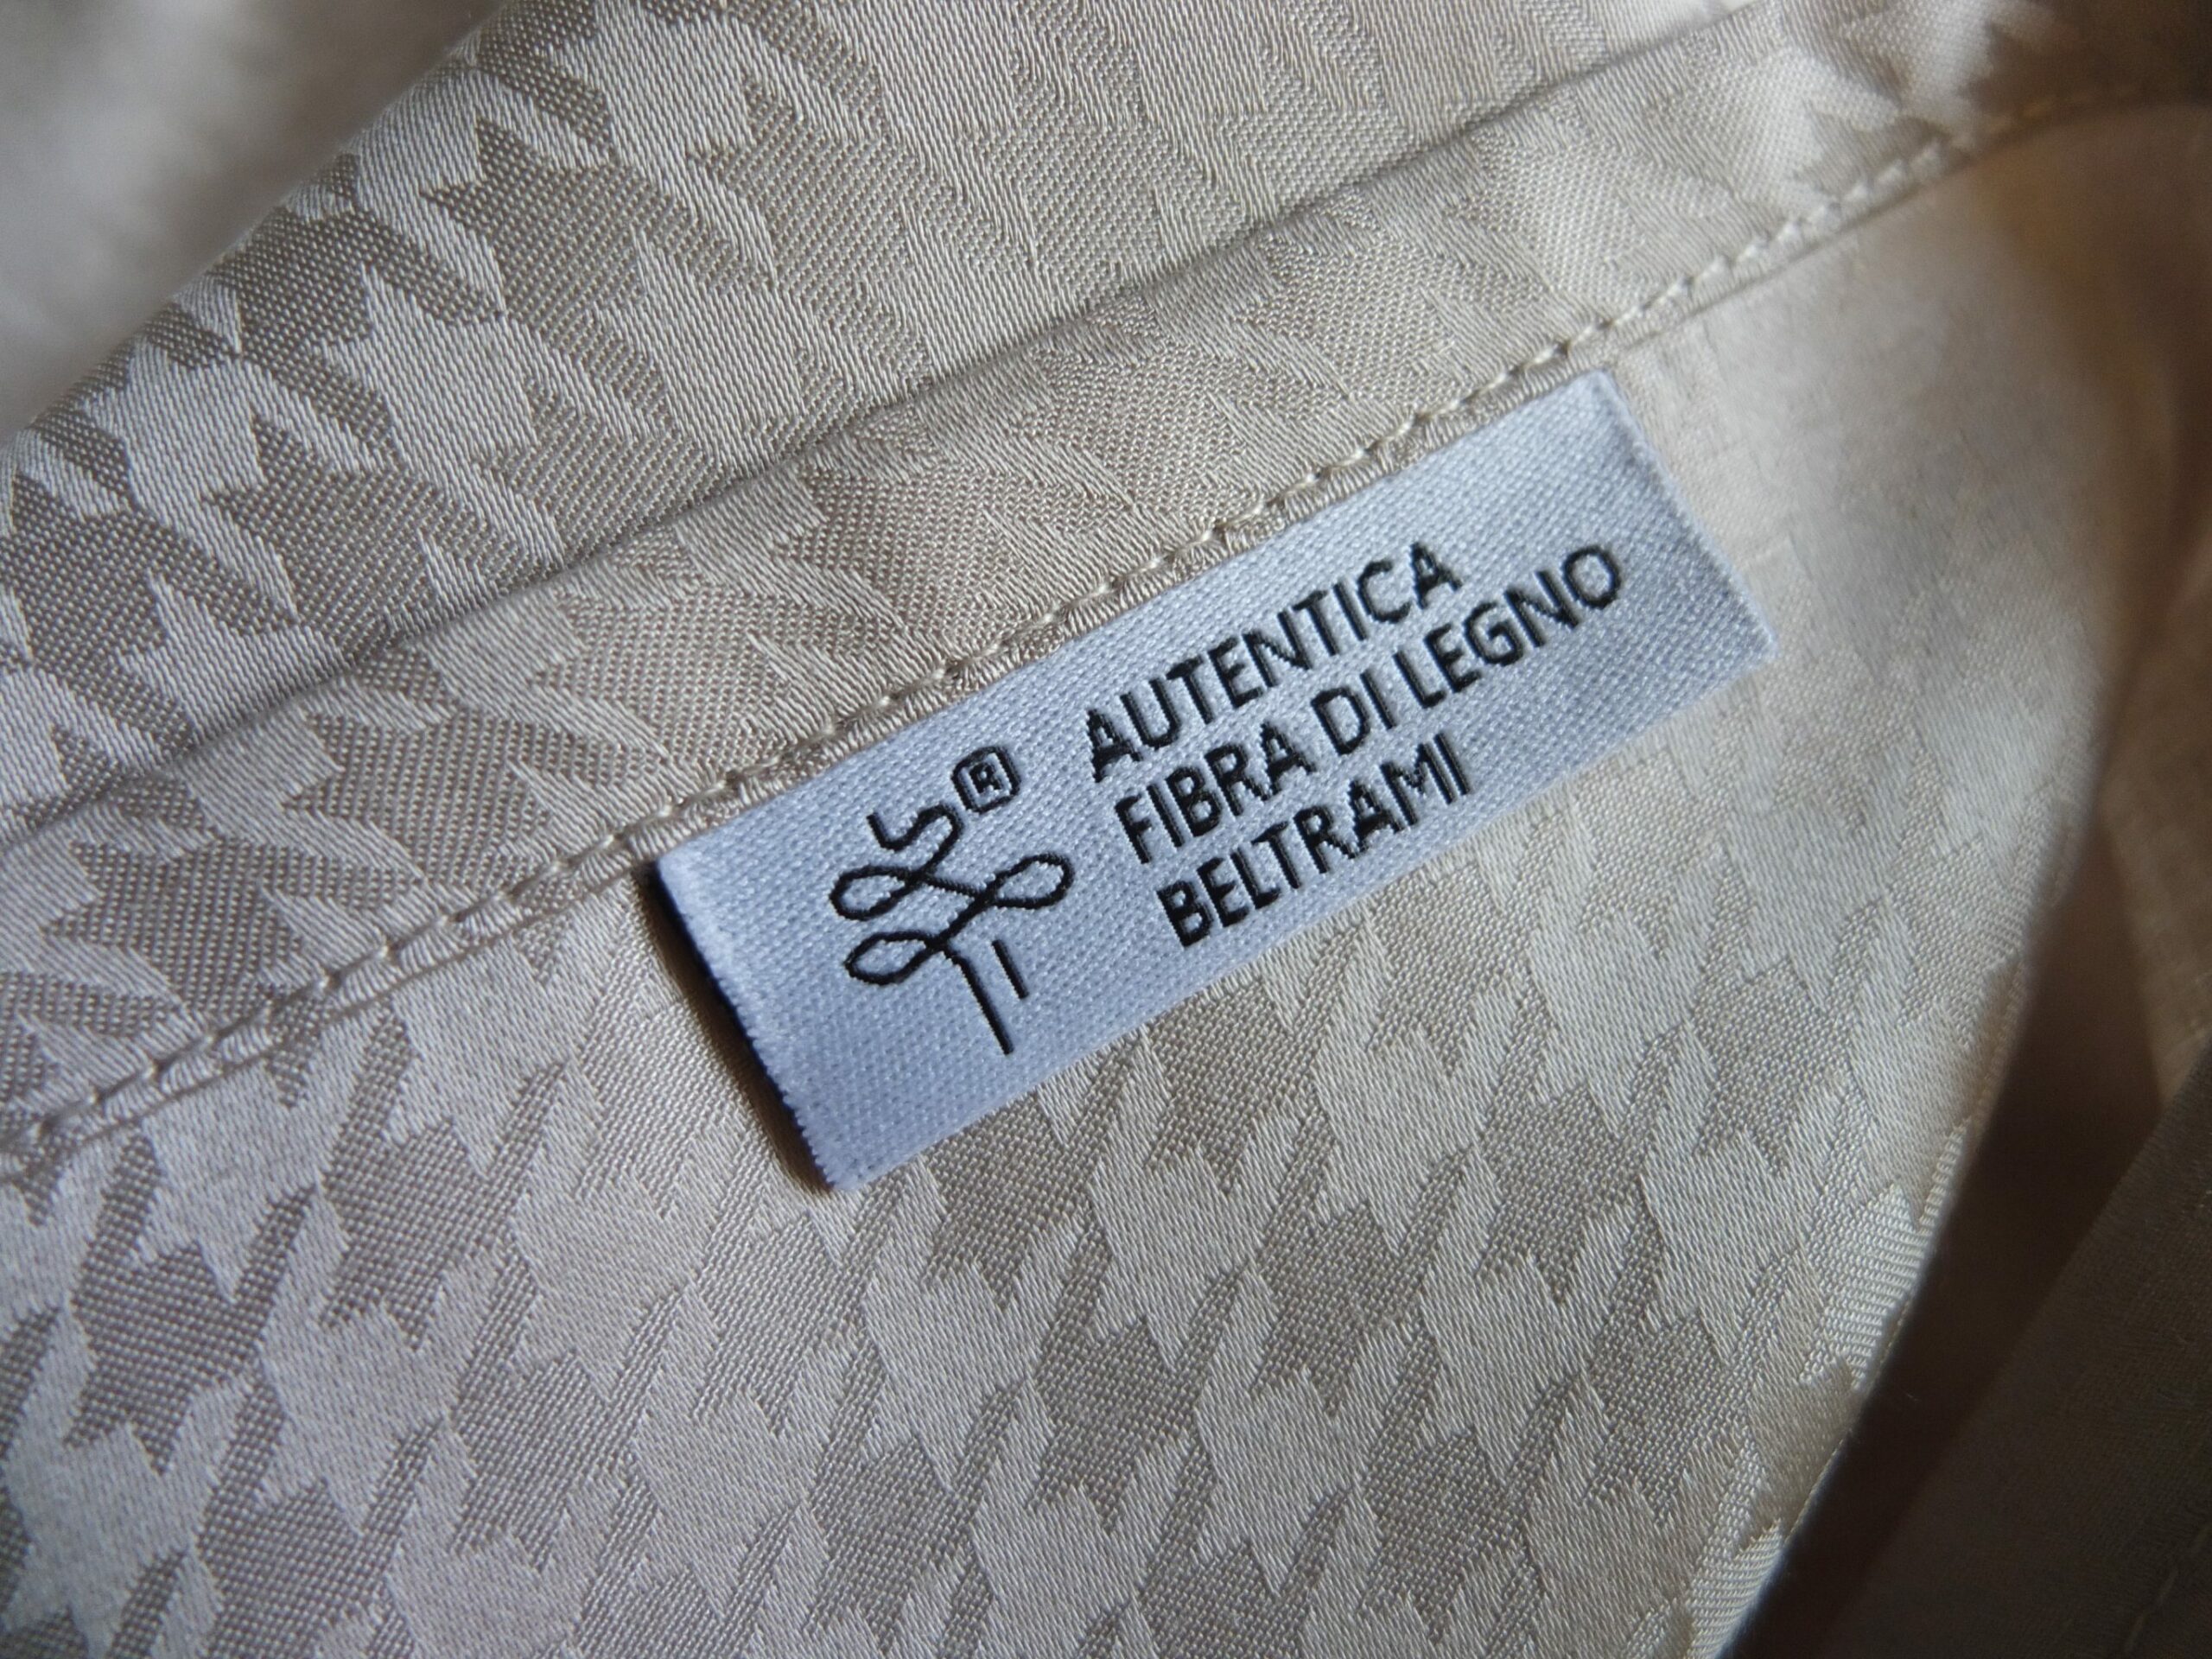 ®
AUTENTICA
FIBRA DI LEGNO
BELTRAMI